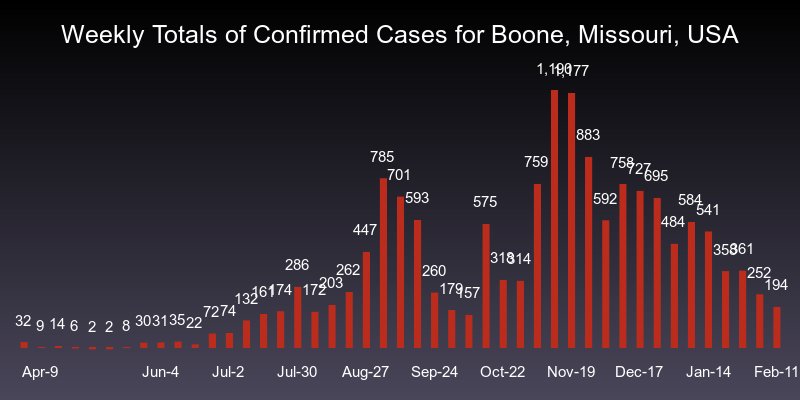 Weekly Totals of Confirmed Cases for Boone, Missouri, USA
32 9 14 6 2 2 8 30 31 35 22 72 74 132 161 174 286 172 203 262 447 785 701 593 260 179 157 575 318 314 759 1,190 1,177 883 592 758 727 695 484 584 541 358 361 252 194
Apr-9 Jun-4 Jul-2 Jul-30 Aug-27 Sep-24 Oct-22 Nov-19 Dec-17 Jan-14 Feb-11